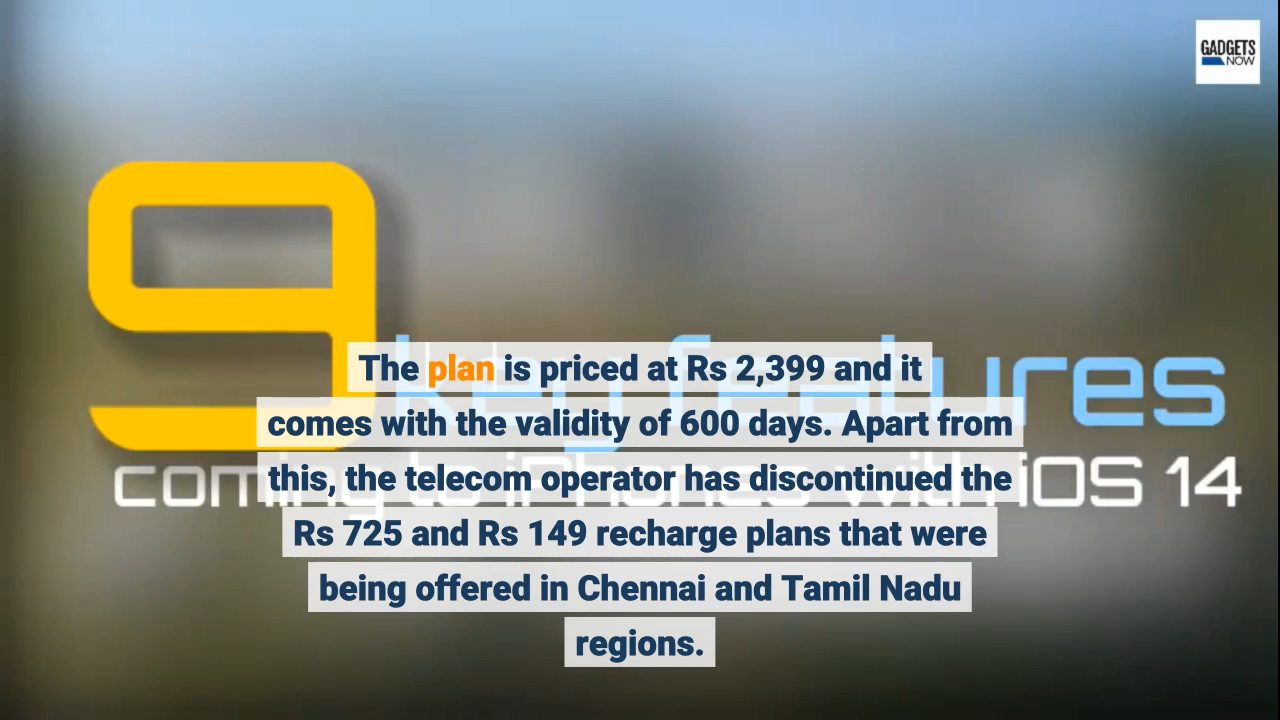 GADGETS
NOW
9 key features
coming to iPhones with iOS 14
The plan is priced at Rs 2,399 and it
comes with the validity of 600 days. Apart from
this, the telecom operator has discontinued the
Rs 725 and Rs 149 recharge plans that were
being offered in Chennai and Tamil Nadu
regions.